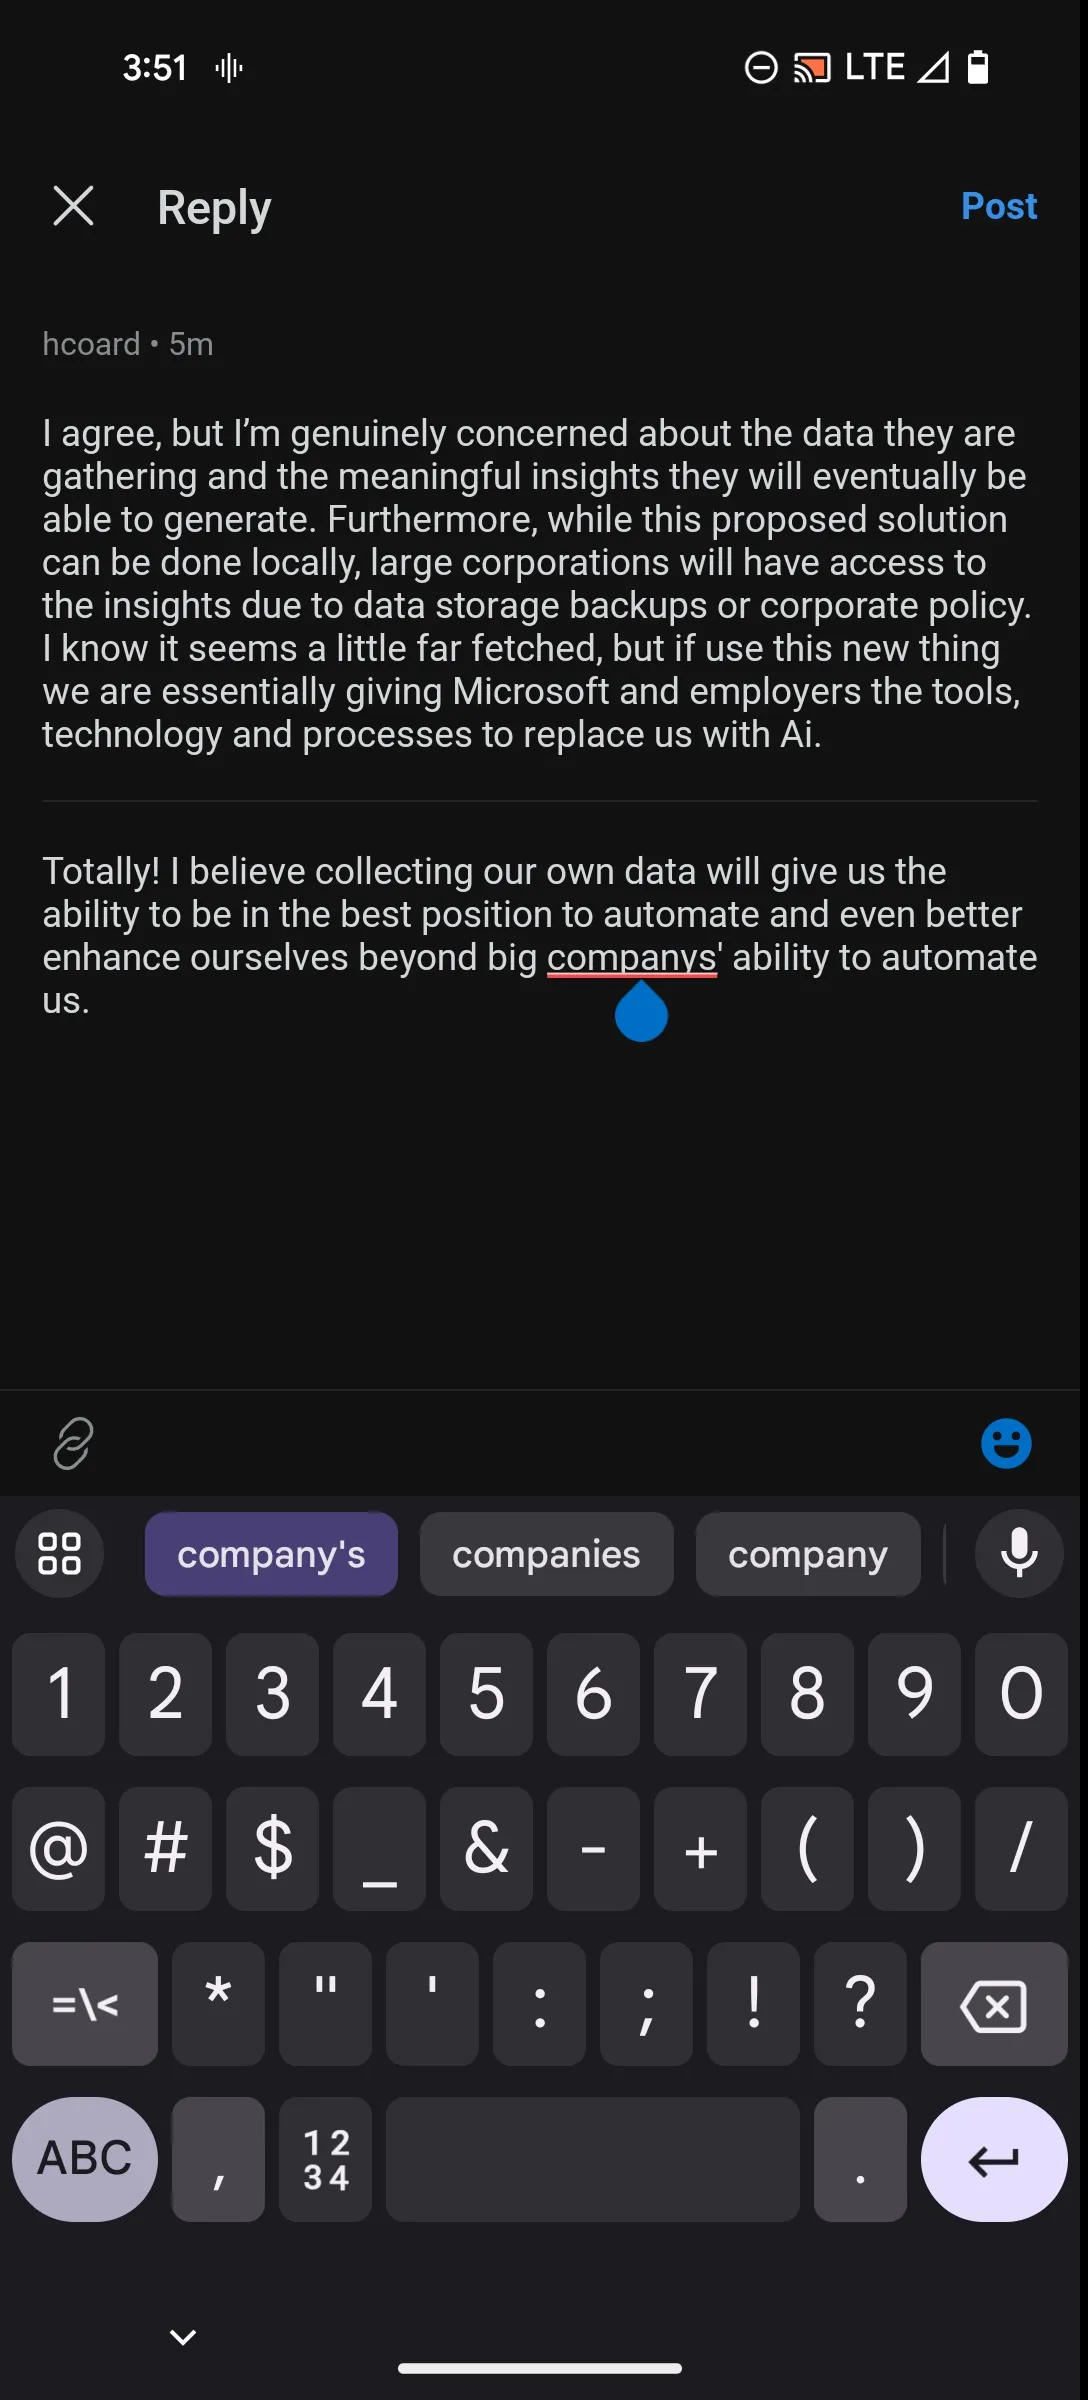 3:51 LTE
Reply Post
hcoard • 5m
I agree, but I’m genuinely concerned about the data they are
gathering and the meaningful insights they will eventually be
able to generate. Furthermore, while this proposed solution
can be done locally, large corporations will have access to
the insights due to data storage backups or corporate policy.
I know it seems a little far fetched, but if use this new thing
we are essentially giving Microsoft and employers the tools,
technology and processes to replace us with Ai.
Totally! I believe collecting our own data will give us the
ability to be in the best position to automate and even better
enhance ourselves beyond big companys' ability to automate
us.
company's companies company
1 2 3 4 5 6 7 8 9 0
@ # $ _ & - + ( ) /
=\< * " ' : ; ! ?
ABC , 12 .
34